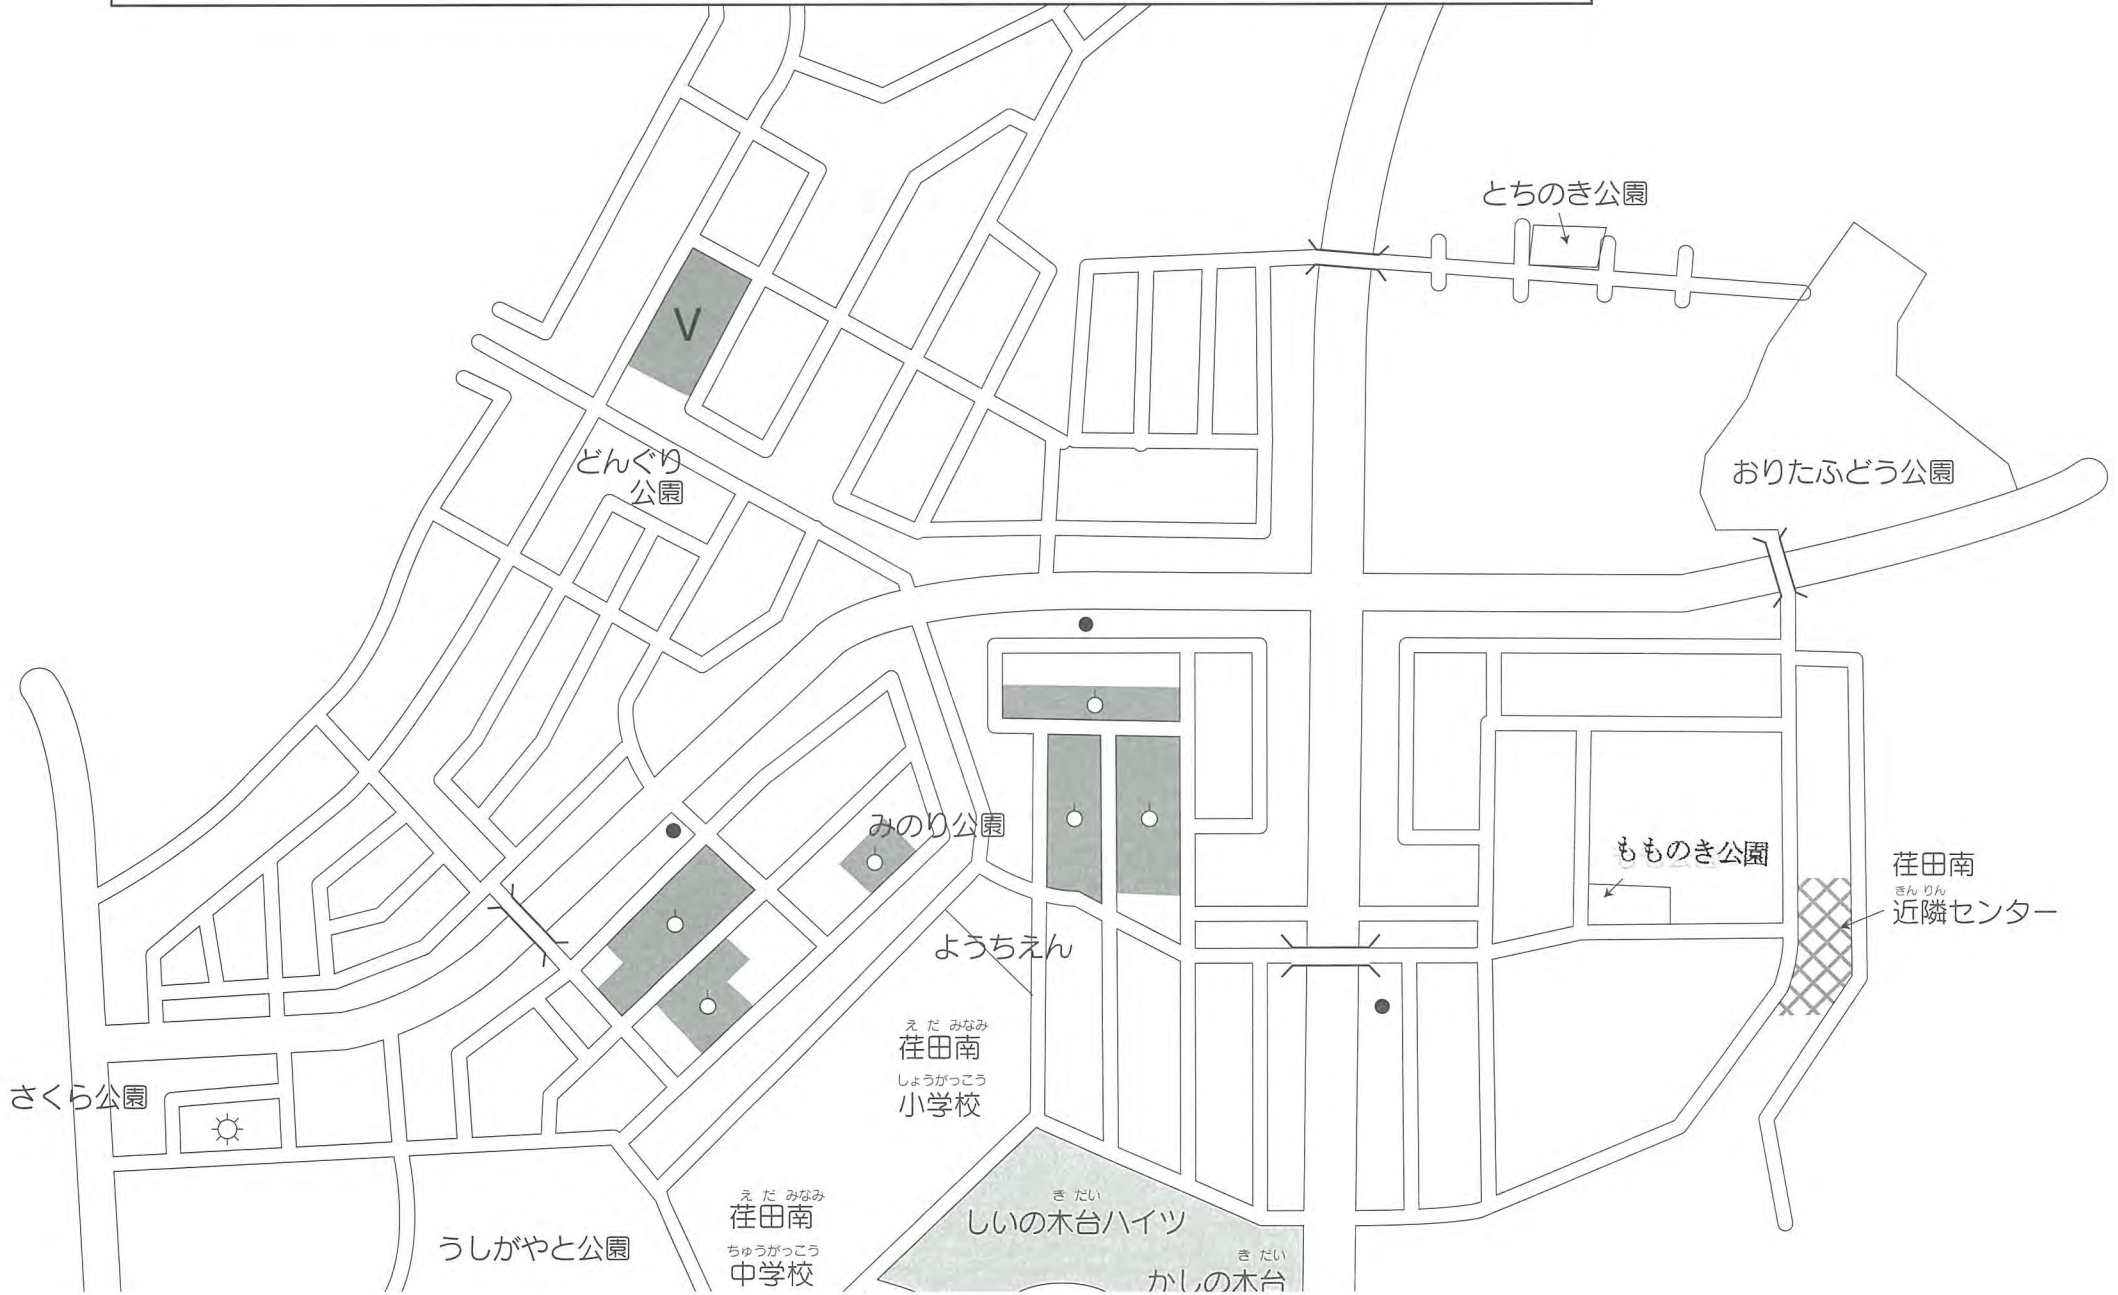 とちのき公園
V
どんぐり
公園
おりたふどう公園
みのり公園
もものき公園
荏田南
きんりん
近隣センター
ようちえん
えだみなみ
荏田南
しょうがっこう
小学校
さくら公園
えだみなみ
荏田南
ちゅうがっこう
中学校
うしがやと公園
きだい
しいの木台ハイツ
きだい
かしの木台